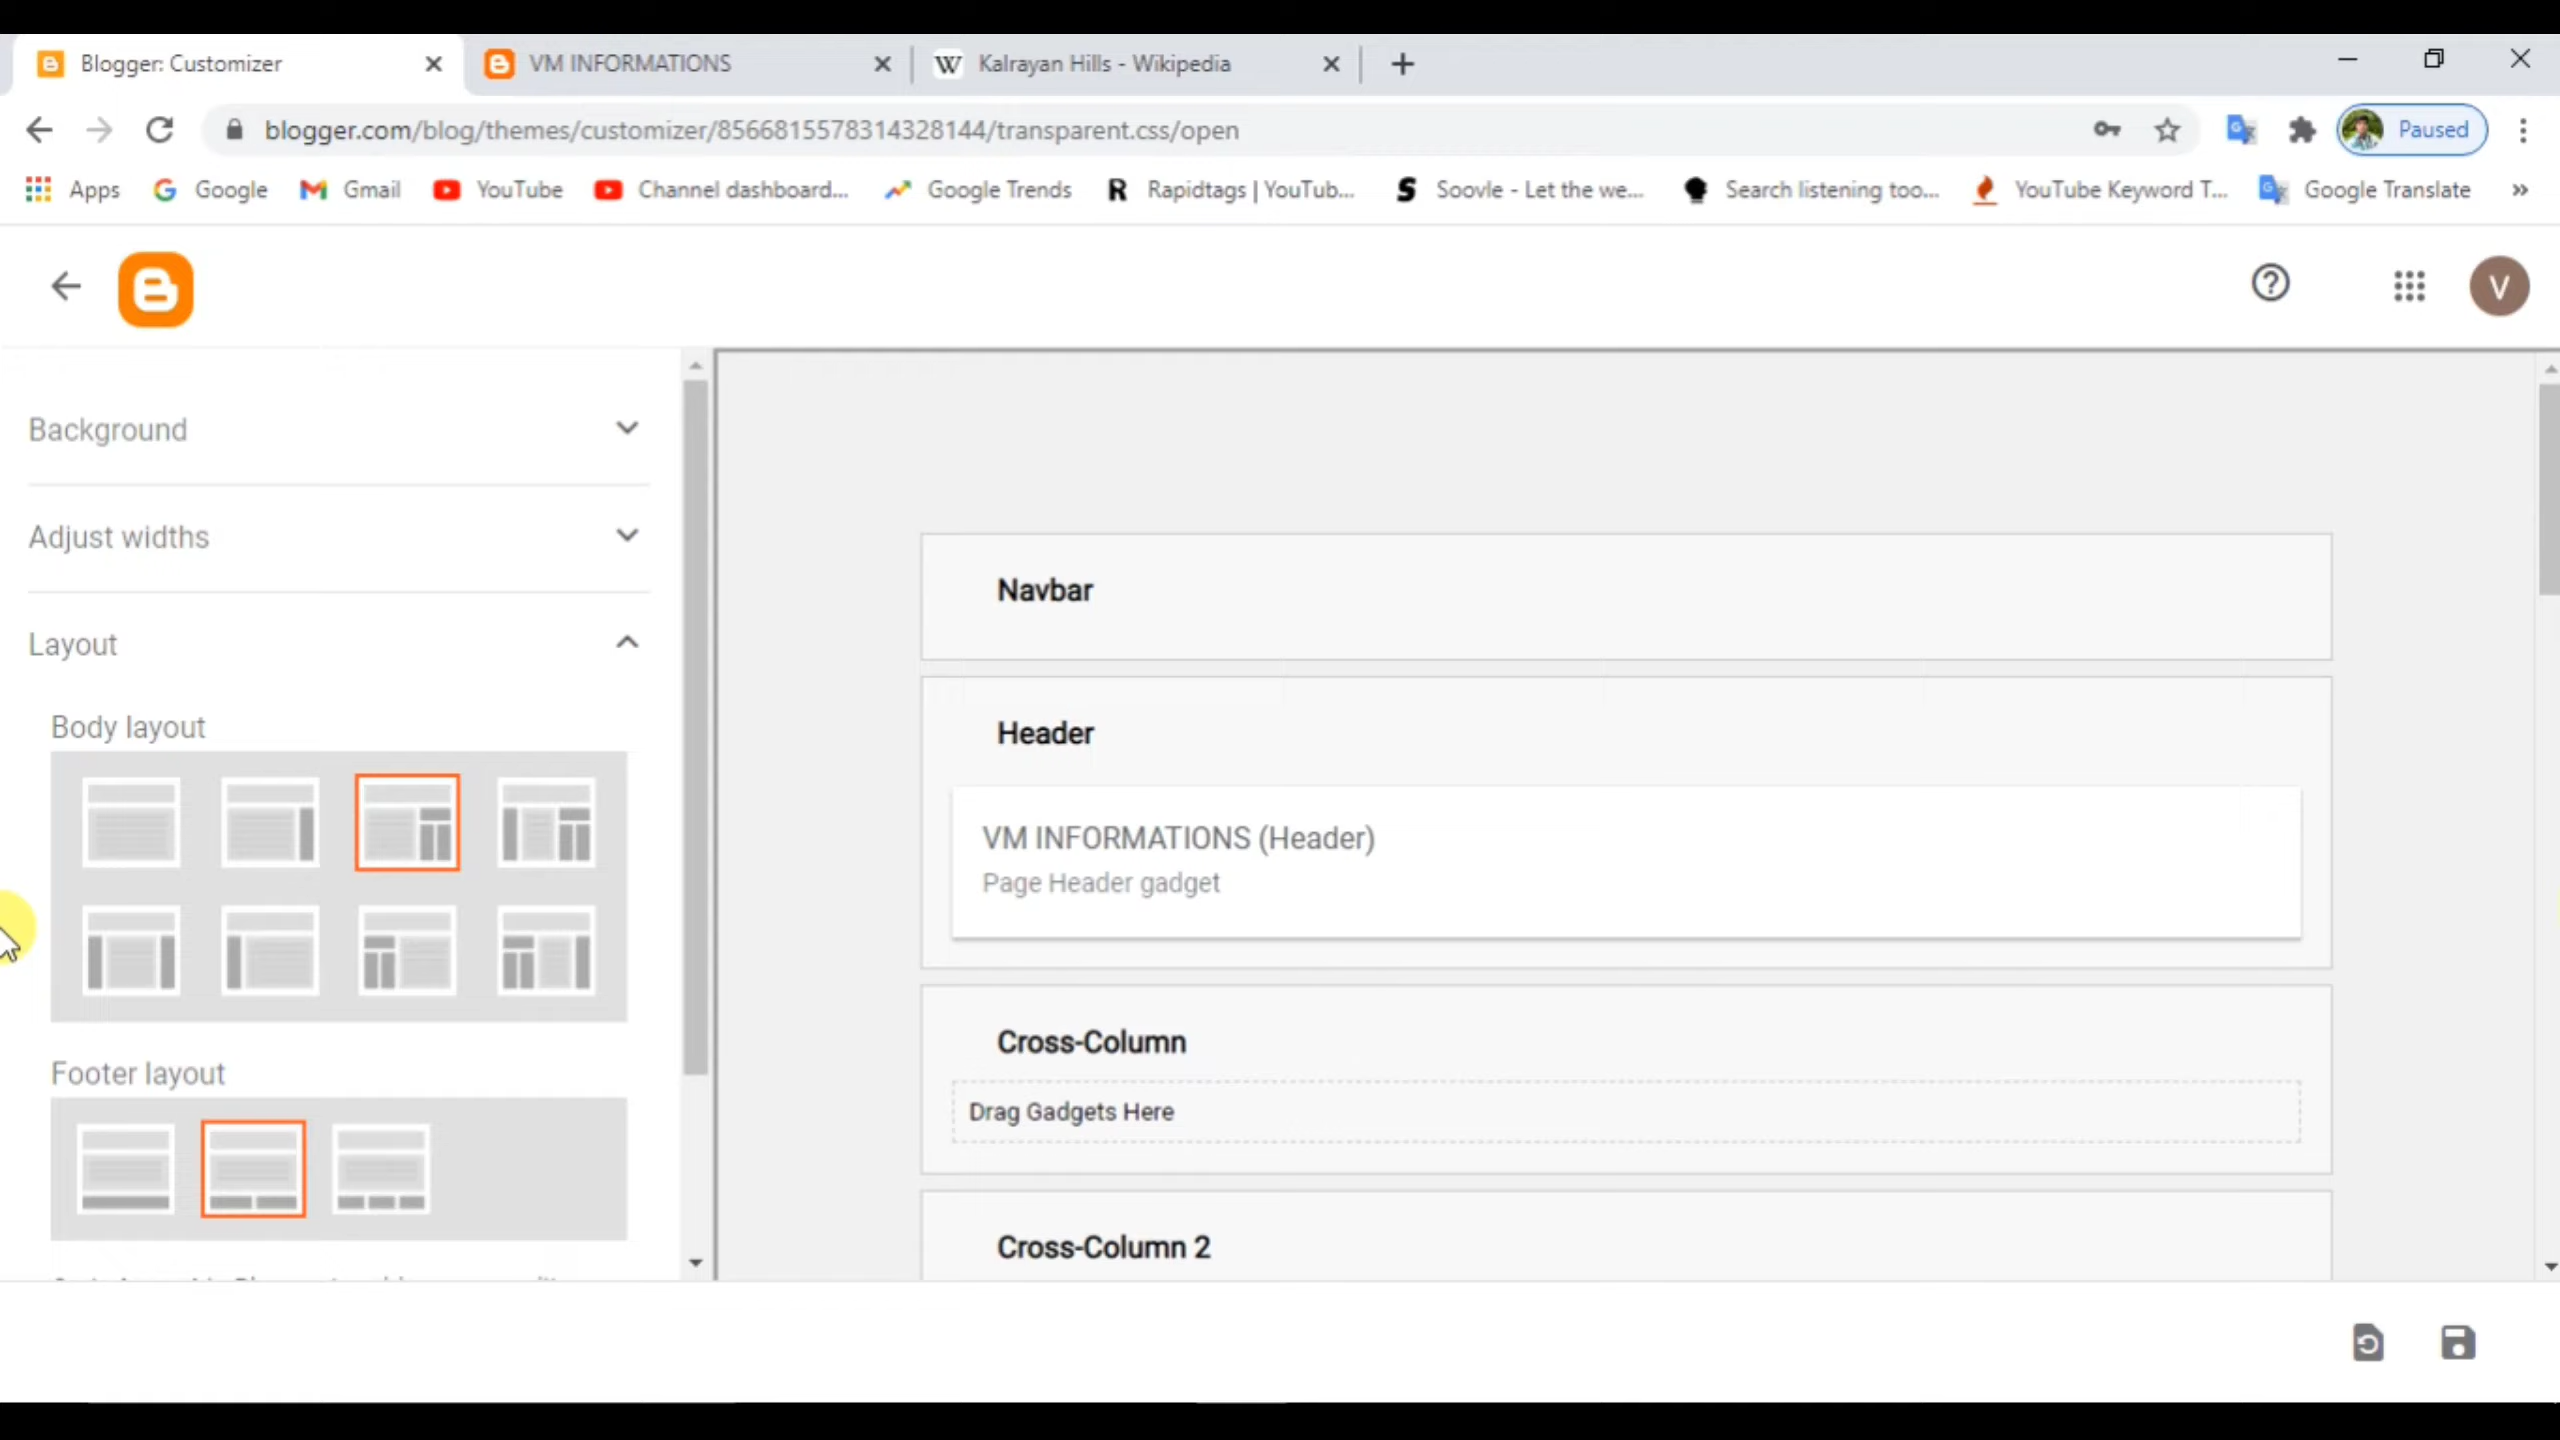 Blogger: Customizer
VM INFORMATIONS
W Kalrayan Hills - Wikipedia
blogger.com/blog/themes/customizer/8566815578314328144/transparent.css/open
Paused
Apps
Google
Gmail
YouTube
Channel dashboard...
Google Trends
R Rapidtags | YouTub...
S Soovle - Let the we...
Search listening too...
YouTube Keyword T...
Google Translate
»
V
Background
Adjust widths
Layout
Body layout
Footer layout
Navbar
Header
VM INFORMATIONS (Header)
Page Header gadget
Cross-Column
Drag Gadgets Here
Cross-Column 2